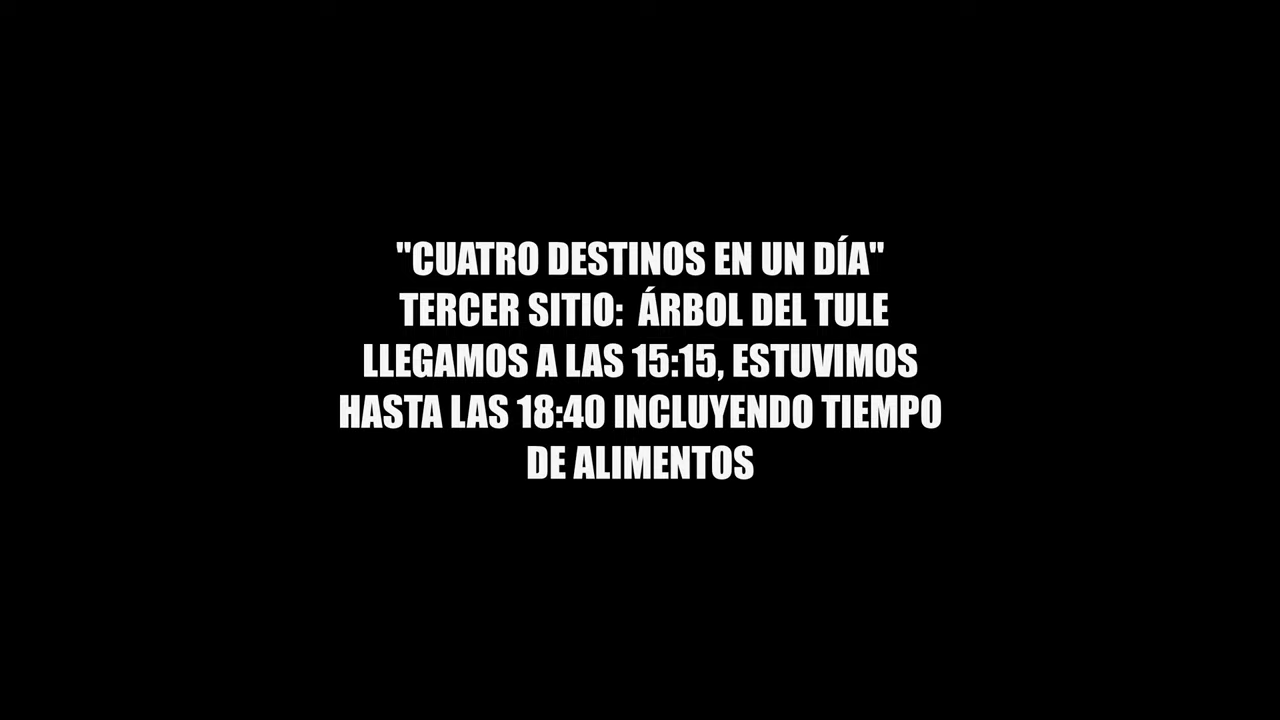 "CUATRO DESTINOS EN UN DÍA"
TERCER SITIO: ÁRBOL DEL TULE
LLEGAMOS A LAS 15:15, ESTUVIMOS
HASTA LAS 18:40 INCLUYENDO TIEMPO
DE ALIMENTOS